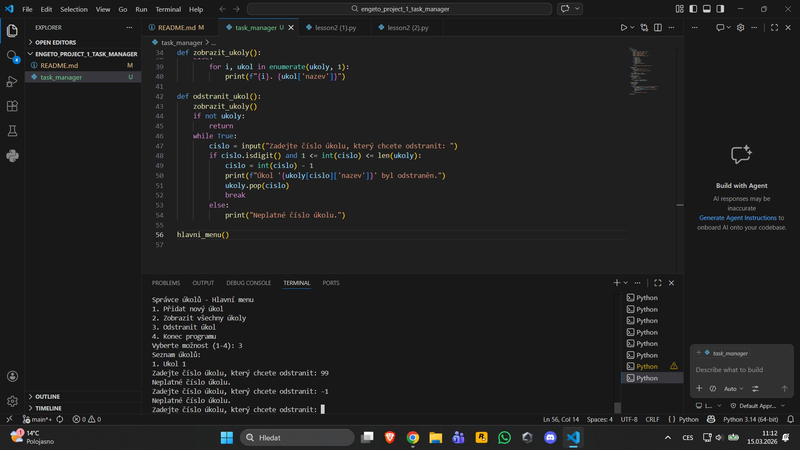 File Edit Selection View Go Run Terminal Help
engeto_project_1_task_manager
EXPLORER
OPEN EDITORS
ENGETO_PROJECT_1_TASK_MANAGER
README.md M
task_manager U
OUTLINE
TIMELINE
README.md M
task_manager U
lesson2 (1).py
lesson2 (2).py
task_manager > ...
34 def zobrazit_ukoly():
39 for i, ukol in enumerate(ukoly, 1):
40 print(f"{i}. {ukol['nazev']}")
41
42 def odstranit_ukol():
43 zobrazit_ukoly()
44 if not ukoly:
45 return
46 while True:
47 cislo = input("Zadejte číslo úkolu, který chcete odstranit: ")
48 if cislo.isdigit() and 1 <= int(cislo) <= len(ukoly):
49 cislo = int(cislo) - 1
50 print(f"Úkol '{ukoly[cislo]['nazev']}' byl odstraněn.")
51 ukoly.pop(cislo)
52 break
53 else:
54 print("Neplatné číslo úkolu.")
55
56 hlavni_menu()
57
PROBLEMS OUTPUT DEBUG CONSOLE TERMINAL PORTS
Správce úkolů - Hlavní menu
1. Přidat nový úkol
2. Zobrazit všechny úkoly
3. Odstranit úkol
4. Konec programu
Vyberte možnost (1-4): 3
Seznam úkolů:
1. Ukol 1
Zadejte číslo úkolu, který chcete odstranit: 99
Neplatné číslo úkolu.
Zadejte číslo úkolu, který chcete odstranit: -1
Neplatné číslo úkolu.
Zadejte číslo úkolu, který chcete odstranit:
Python
Python
Python
Python
Python
Python
Python
Python
Build with Agent
AI responses may be
inaccurate
Generate Agent Instructions to
onboard AI onto your codebase.
task_manager
Describe what to build
Auto
L...
Default Appr...
main*+ 0 0
Ln 56, Col 14 Spaces: 4 UTF-8 CRLF Python Python 3.14 (64-bit)
14°C
Polojasno
Hledat
CES
11:12
15.03.2026